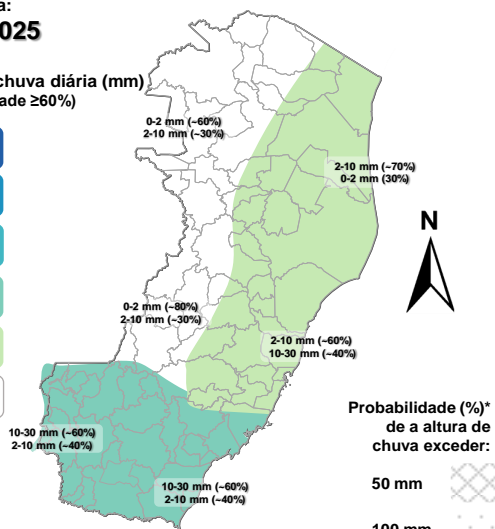 025
chuva diária (mm)
ade ≥60%)
0-2 mm (~60%)
2-10 mm (~30%)
2-10 mm (~70%)
0-2 mm (30%)
N
0-2 mm (~80%)
2-10 mm (~30%)
2-10 mm (~60%)
10-30 mm (~40%)
10-30 mm (~60%)
2-10 mm (~40%)
10-30 mm (~60%)
2-10 mm (~40%)
Probabilidade (%)*
de a altura de
chuva exceder:
50 mm
100 mm